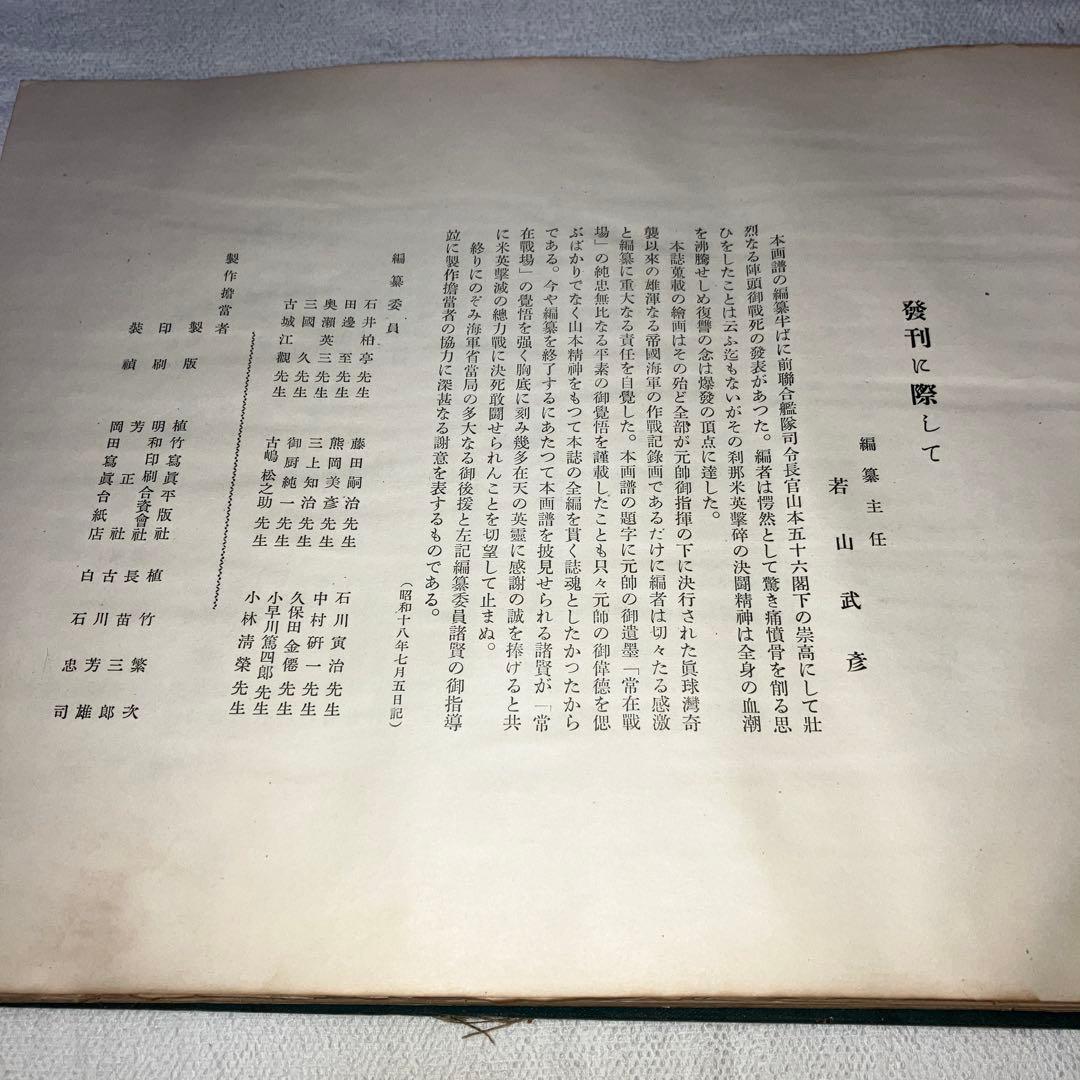 發刊に際して
編纂主任
若山武彦
本画譜の編纂半ばに前聯合艦隊司令長官山本五十六閣下の崇高にして壯
烈なる陣頭御戰死の發表があつた。編者は愕然として驚き痛憤骨を削る思
ひをしたことは云ふ迄もないがその刹那米英擊碎の決闘精神は全身の血潮
を沸騰せしめ復讐の念は爆發の頂点に達した。
本誌蒐載の繪画はその殆ど全部が元帥御指揮の下に決行された眞球灣奇
襲以來の雄渾なる帝國海軍の作戰記錄画であるだけに編者は切々たる感激
と編纂に重大なる責任を自覺した。本画譜の題字に元帥の御遺墨「常在戰
場」の純忠無比なる平素の御覺悟を謹載したことも只々元師の御偉德を偲
ぶばかりでなく山本精神をもつて本誌の全編を貫く誌魂としたかつたから
である。今や編纂を終了するにあたつて本画譜を披見せられる諸賢が「常
在戰場」の覺悟を强く胸底に刻み幾多在天の英靈に感謝の誠を捧げると共
に米英擊滅の總力戰に決死敢闘せられんことを切望して止まぬ。
終りにのぞみ海軍省當局の多大なる御後援と左記編纂委員諸賢の御指導
竝に製作擔當者の協力に深甚なる謝意を表するものである。
（昭和十八年七月五日記）
編纂委員
石井柏亭先生　藤田嗣治先生　石川寅治先生
田邊至先生　熊岡美彥先生　中村硏一先生
奥瀬英三先生　三上知治先生　久保田金僊先生
三國久先生　御厨純一先生　小早川篤四郎先生
古城江觀先生　古嶋松之助先生　小林淸榮先生
製作擔當者
製版　植竹寫眞平版社　植竹繁次
印刷　明和印刷合資會社　長苗三郎
芳正社　古川芳雄
裝禎　岡田寫眞台紙店　白石忠司